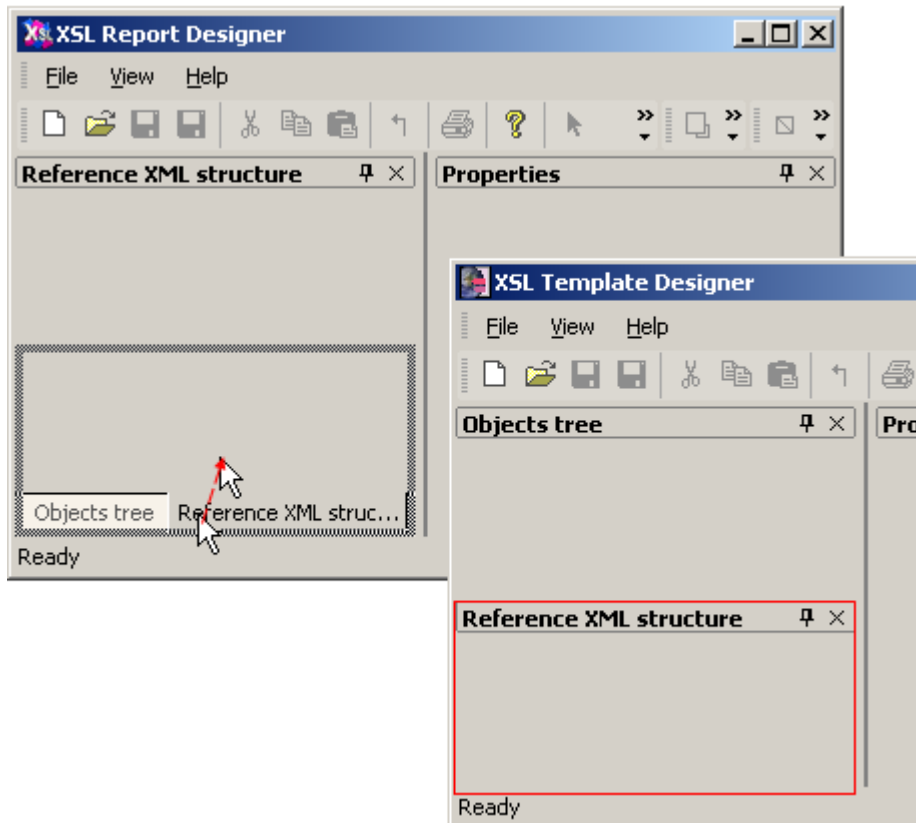 XSL Report Designer
File View Help
Reference XML structure
Properties
Objects tree
Reference XML struc...
Ready
XSL Template Designer
File View Help
Objects tree
Pro
Reference XML structure
Ready